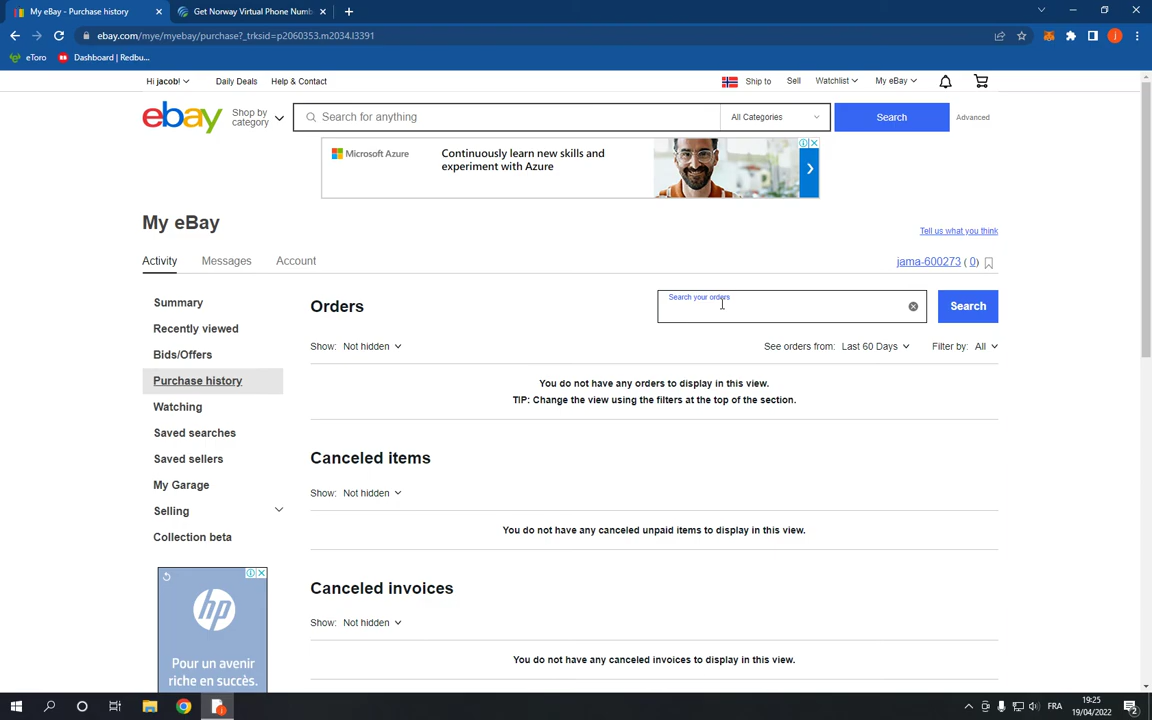 My eBay - Purchase history
Get Norway Virtual Phone Numb
ebay.com/mye/myebay/purchase?_trksid=p2060353.m2034.l3391
eToro
Dashboard | Redbu...
Hi jacob!
Daily Deals
Help & Contact
Ship to
Sell
Watchlist
My eBay
ebay
Shop by category
Search for anything
All Categories
Search
Advanced
Microsoft Azure
Continuously learn new skills and
experiment with Azure
My eBay
Tell us what you think
Activity
Messages
Account
jama-600273 ( 0)
Summary
Recently viewed
Bids/Offers
Purchase history
Watching
Saved searches
Saved sellers
My Garage
Selling
Collection beta
hp
Pour un avenir
riche en succès.
Orders
Search your orders
Search
Show: Not hidden
See orders from: Last 60 Days
Filter by: All
You do not have any orders to display in this view.
TIP: Change the view using the filters at the top of the section.
Canceled items
Show: Not hidden
You do not have any canceled unpaid items to display in this view.
Canceled invoices
Show: Not hidden
You do not have any canceled invoices to display in this view.
FRA
19:25
19/04/2022
2